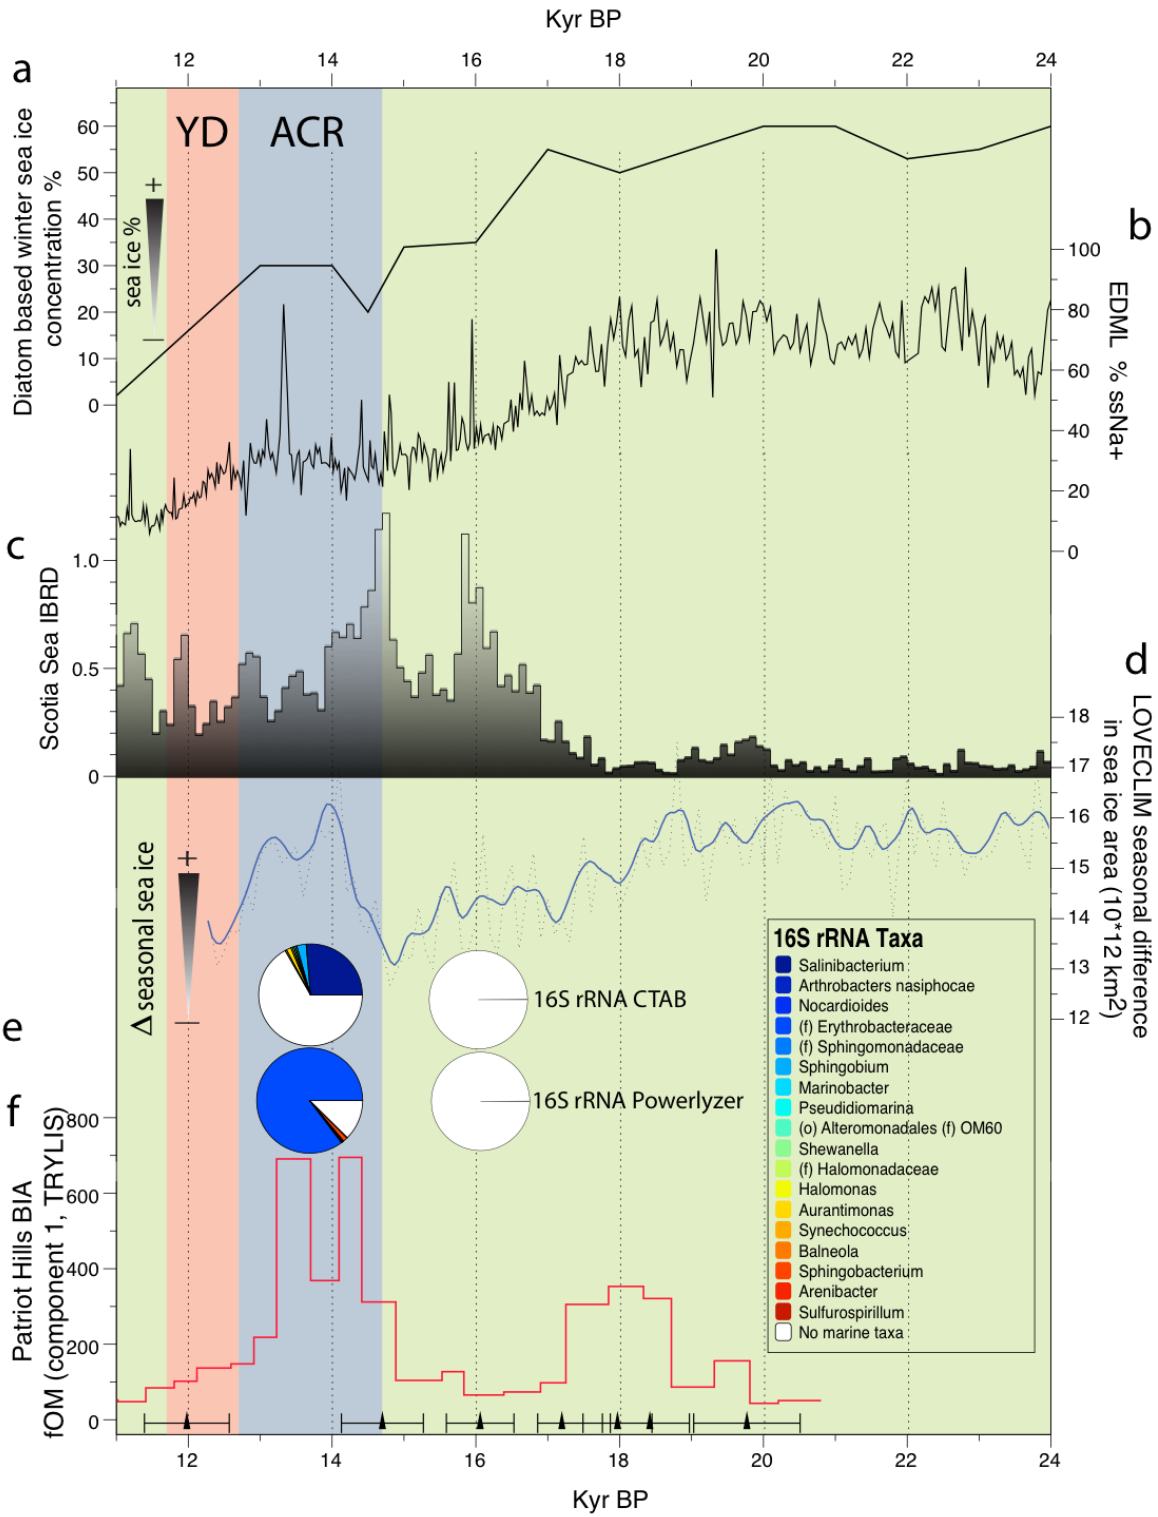 Kyr BP
12 14 16 18 20 22 24
a
YD ACR
Diatom based winter sea ice
concentration %
60
50
40
30
20
10
0
+
sea ice %
b
EDML % ssNa+
100
80
60
40
20
0
c
Scotia Sea IBRD
1.0
0.5
0
d
LOVECLIM seasonal difference
in sea ice area (10*12 km²)
18
17
16
15
14
13
12
+
Δ seasonal sea ice
e
16S rRNA CTAB
16S rRNA Powerlyzer
16S rRNA Taxa
Salinibacterium
Arthrobacters nasiphocae
Nocardioides
(f) Erythrobacteraceae
(f) Sphingomonadaceae
Sphingobium
Marinobacter
Pseudidiomarina
(o) Alteromonadales (f) OM60
Shewanella
(f) Halomonadaceae
Halomonas
Aurantimonas
Synechococcus
Balneola
Sphingobacterium
Arenibacter
Sulfurospirillum
No marine taxa
f
Patriot Hills BIA
fOM (component 1, TRYLIS)
800
600
400
200
0
12 14 16 18 20 22 24
Kyr BP